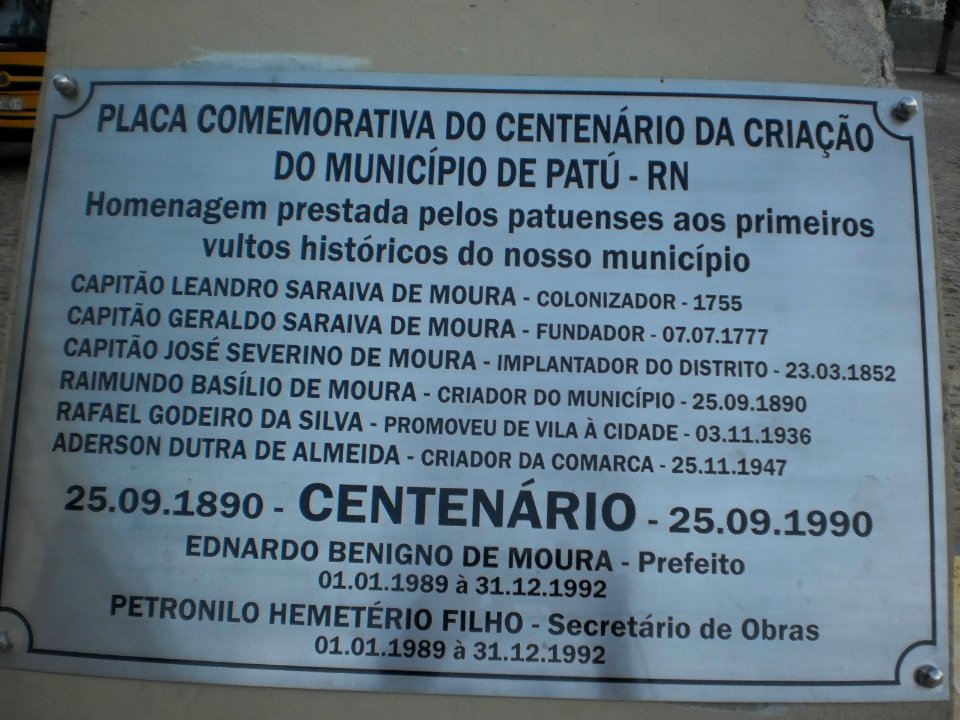 PLACA COMEMORATIVA DO CENTENÁRIO DA CRIAÇÃO
DO MUNICÍPIO DE PATÚ - RN
Homenagem prestada pelos patuenses aos primeiros
vultos históricos do nosso município
CAPITÃO LEANDRO SARAIVA DE MOURA - COLONIZADOR - 1755
CAPITÃO GERALDO SARAIVA DE MOURA - FUNDADOR - 07.07.1777
CAPITÃO JOSÉ SEVERINO DE MOURA - IMPLANTADOR DO DISTRITO - 23.03.1852
RAIMUNDO BASÍLIO DE MOURA - CRIADOR DO MUNICÍPIO - 25.09.1890
RAFAEL GODEIRO DA SILVA - PROMOVEU DE VILA À CIDADE - 03.11.1936
ADERSON DUTRA DE ALMEIDA - CRIADOR DA COMARCA - 25.11.1947
25.09.1890 - CENTENÁRIO - 25.09.1990
EDNARDO BENIGNO DE MOURA - Prefeito
01.01.1989 à 31.12.1992
PETRONILO HEMETÉRIO FILHO - Secretário de Obras
01.01.1989 à 31.12.1992